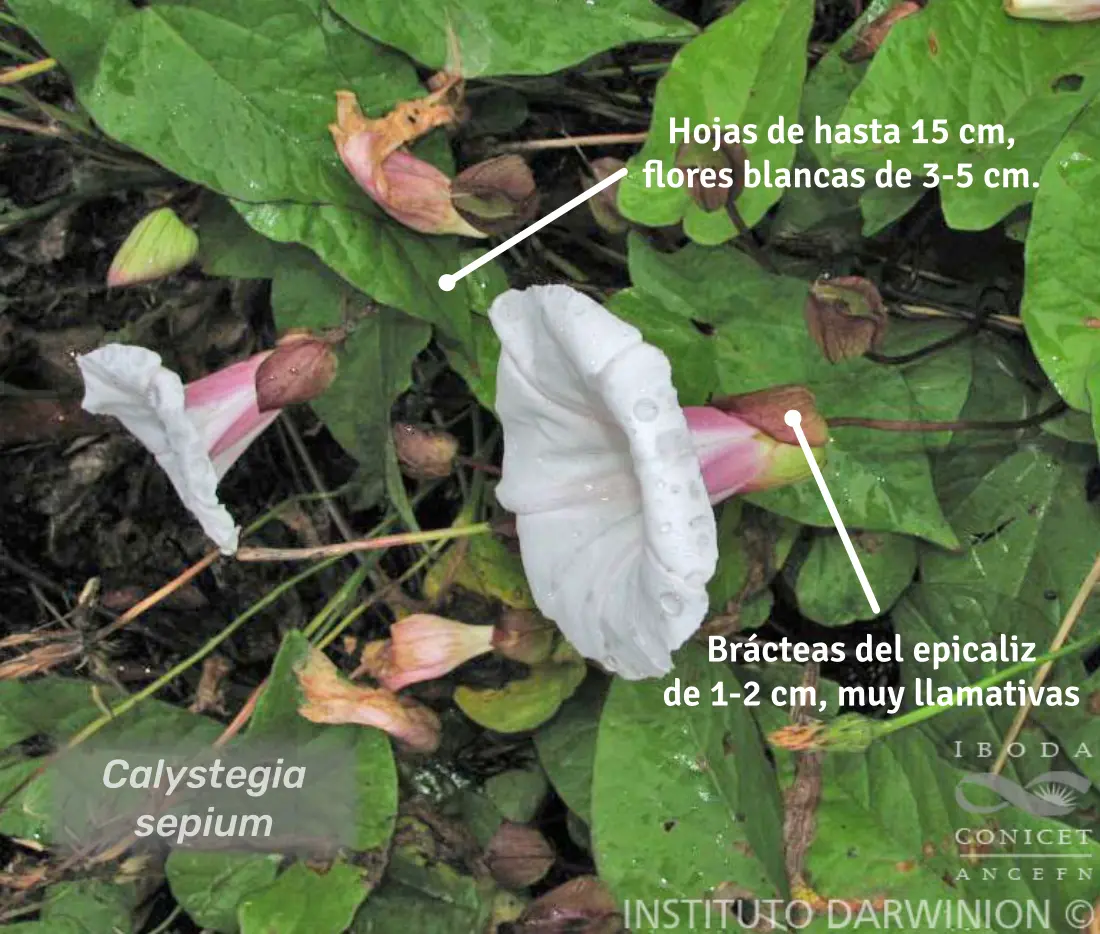 Hojas de hasta 15 cm,
flores blancas de 3-5 cm.
Brácteas del epicaliz
de 1-2 cm, muy llamativas
Calystegia
sepium
IBODA
CONICET
ANCEFN
INSTITUTO DARWINION ©